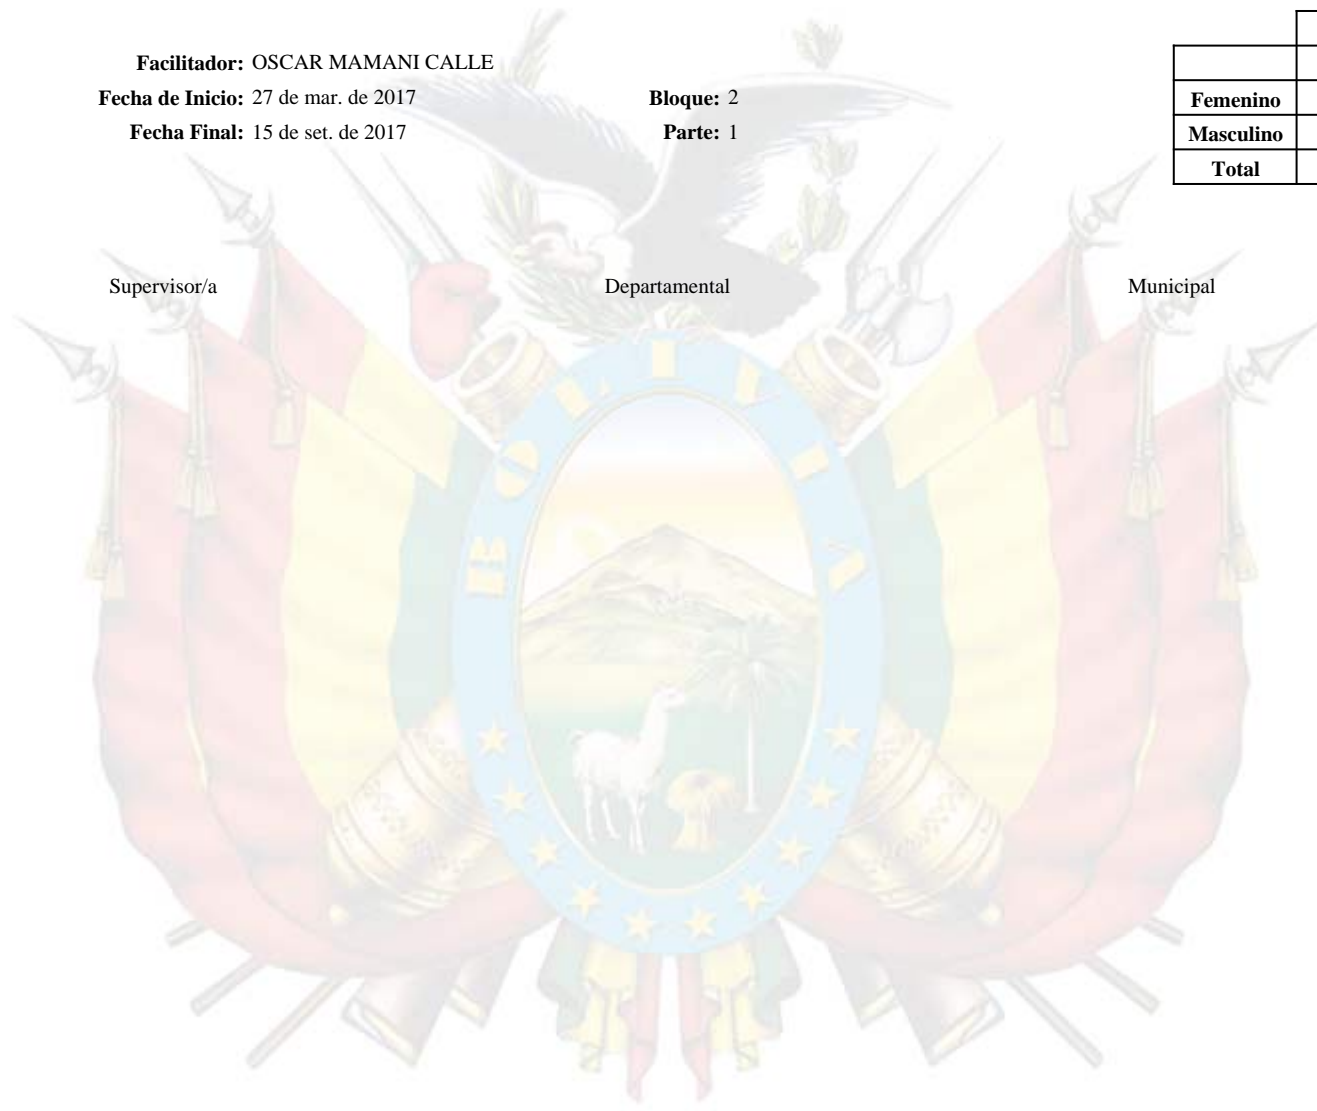 Facilitador: OSCAR MAMANI CALLE
Fecha de Inicio: 27 de mar. de 2017 Bloque: 2
Fecha Final: 15 de set. de 2017 Parte: 1
Femenino
Masculino
Total
Supervisor/a Departamental Municipal
BOLIVIA